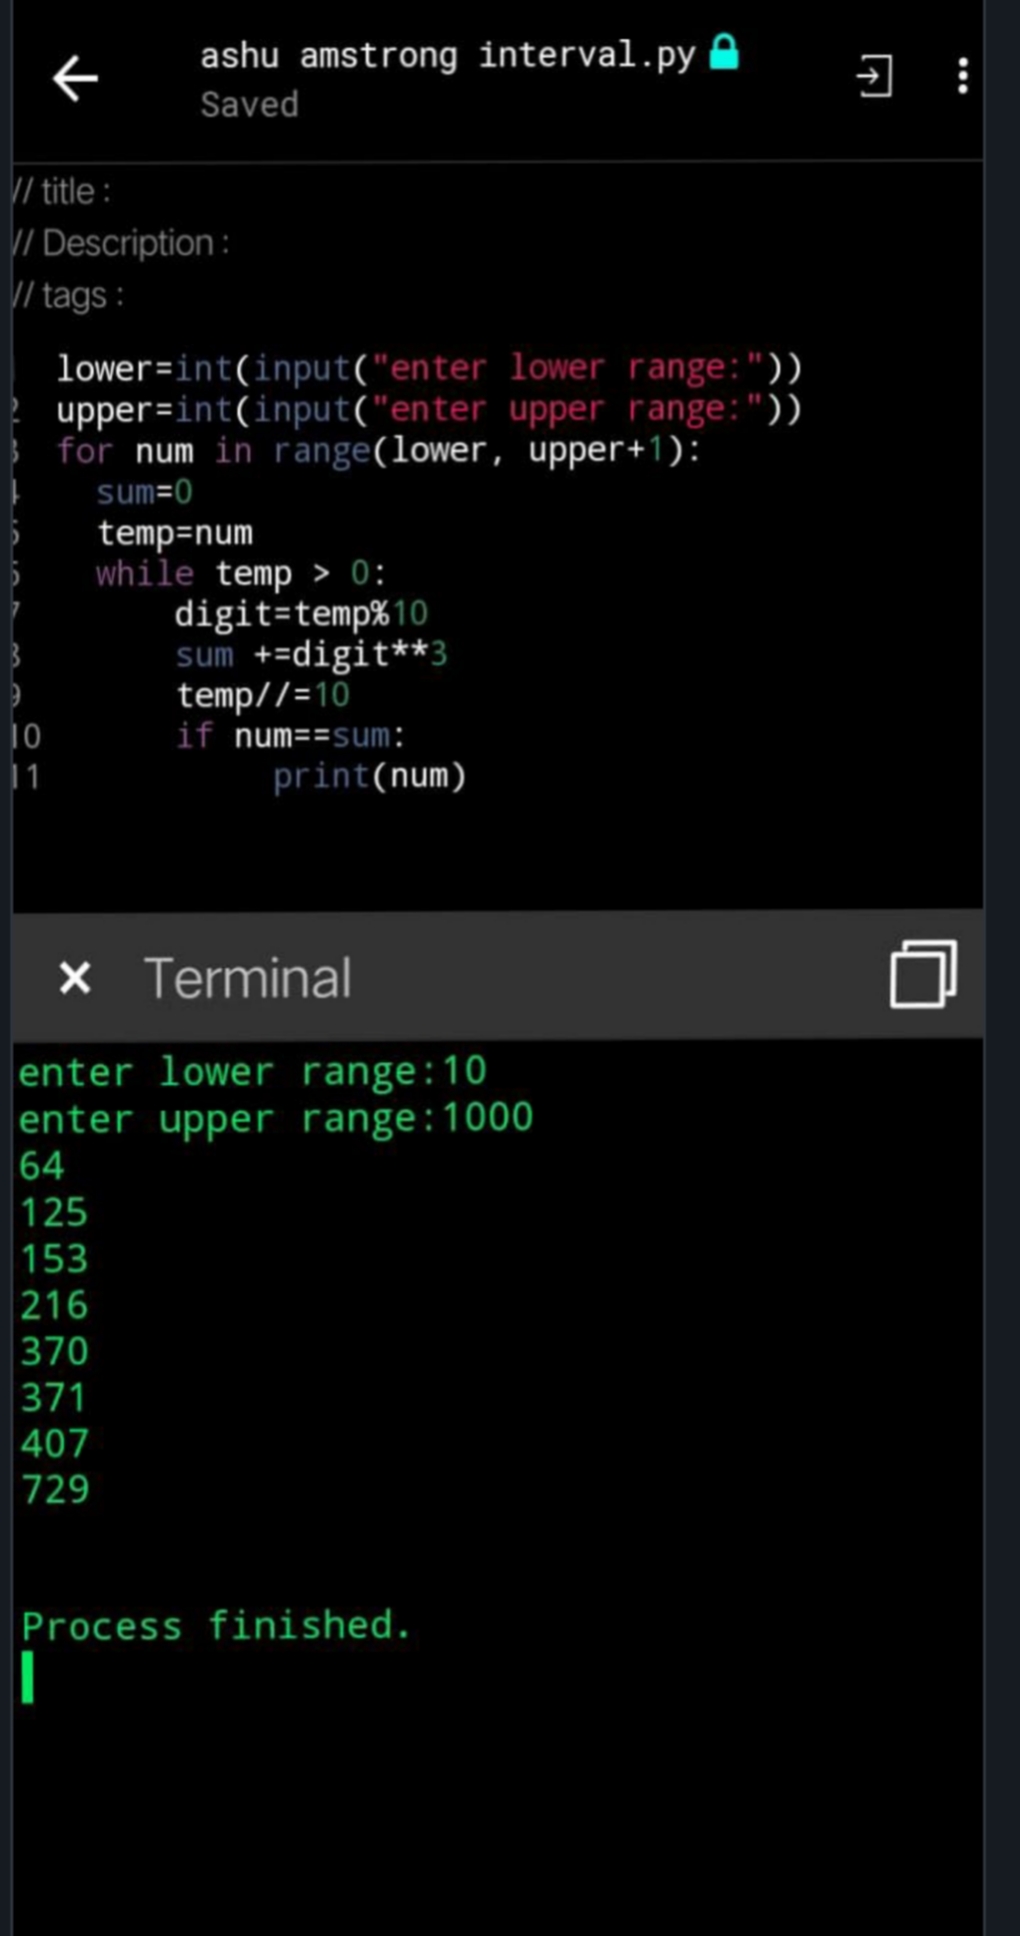 ashu amstrong interval.py
Saved
// title :
// Description :
// tags :
lower=int(input("enter lower range:"))
2 upper=int(input("enter upper range:"))
3 for num in range(lower, upper+1):
4 sum=0
5 temp=num
6 while temp > 0:
7 digit=temp%10
8 sum +=digit**3
9 temp//=10
10 if num==sum:
11 print(num)
× Terminal
enter lower range:10
enter upper range:1000
64
125
153
216
370
371
407
729
Process finished.